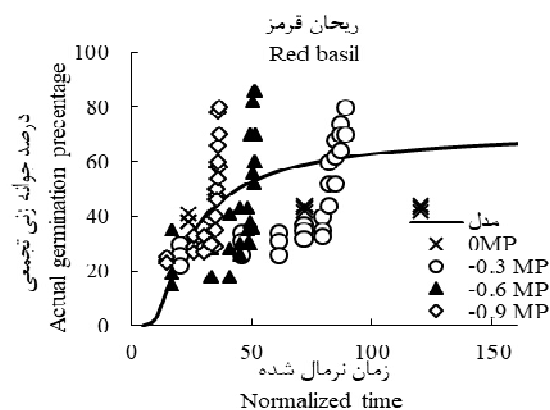 ریحان قرمز
Red basil
درصد جوانه زنی تجمعی
Actual germination precentage
100
80
60
40
20
0
مدل
0MP
-0.3 MP
-0.6 MP
-0.9 MP
0
50
100
150
زمان نرمال شده
Normalized time